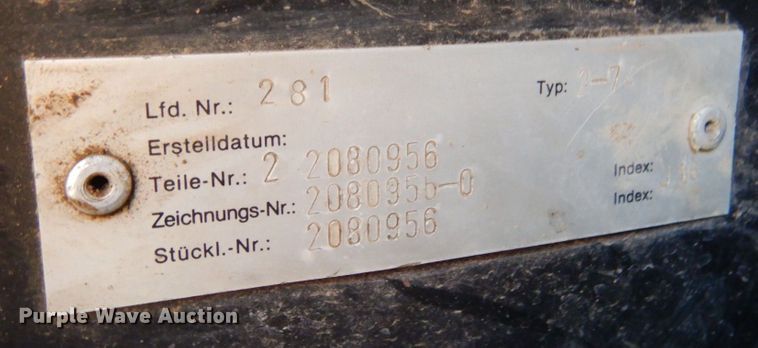 Lfd. Nr.: 281 Typ: 2-7
Erstelldatum:
Teile-Nr.: 2 2080956 Index:
Zeichnungs-Nr.: 2080956-0 Index:
Stückl.-Nr.: 2080956
Purple Wave Auction